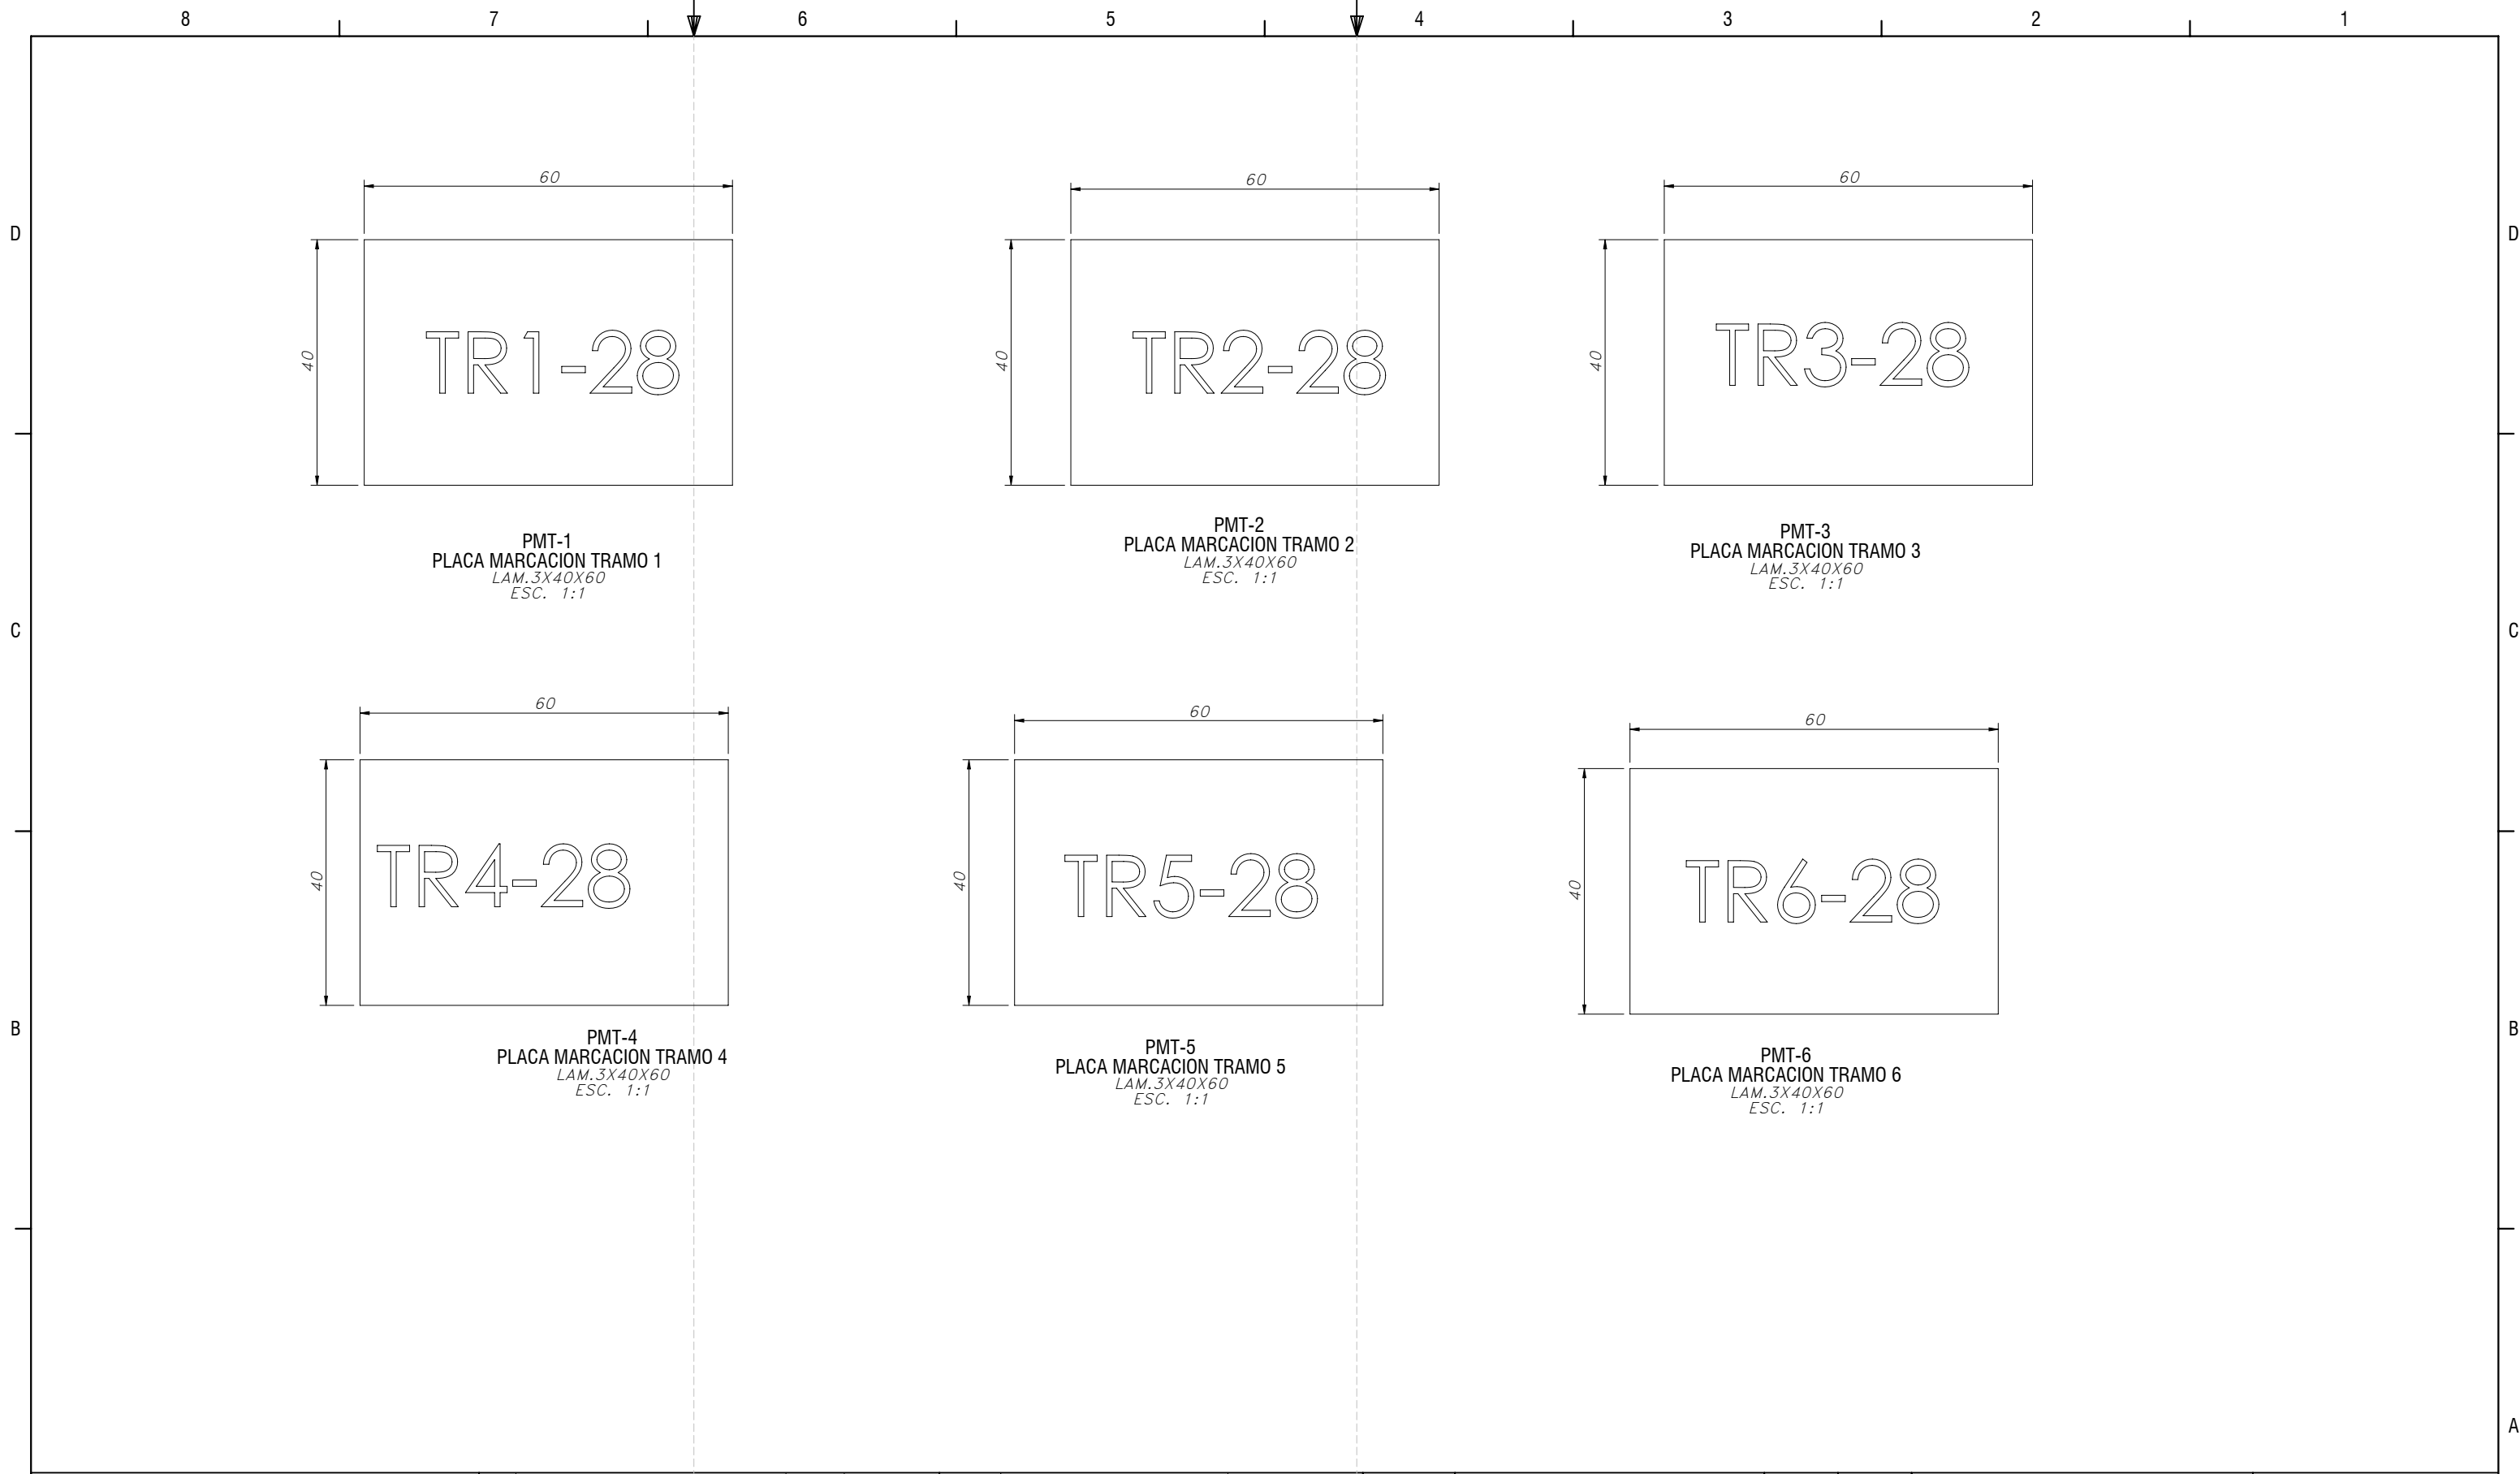 8 7 6 5 4 3 2 1
60 60 60
D D
40 TR1-28 40 TR2-28 40 TR3-28
PMT-1
PLACA MARCACION TRAMO 1
LAM.3X40X60
ESC. 1:1
PMT-2
PLACA MARCACION TRAMO 2
LAM.3X40X60
ESC. 1:1
PMT-3
PLACA MARCACION TRAMO 3
LAM.3X40X60
ESC. 1:1
C C
60 60 60
40 TR4-28 40 TR5-28 40 TR6-28
B B
PMT-4
PLACA MARCACION TRAMO 4
LAM.3X40X60
ESC. 1:1
PMT-5
PLACA MARCACION TRAMO 5
LAM.3X40X60
ESC. 1:1
PMT-6
PLACA MARCACION TRAMO 6
LAM.3X40X60
ESC. 1:1
A